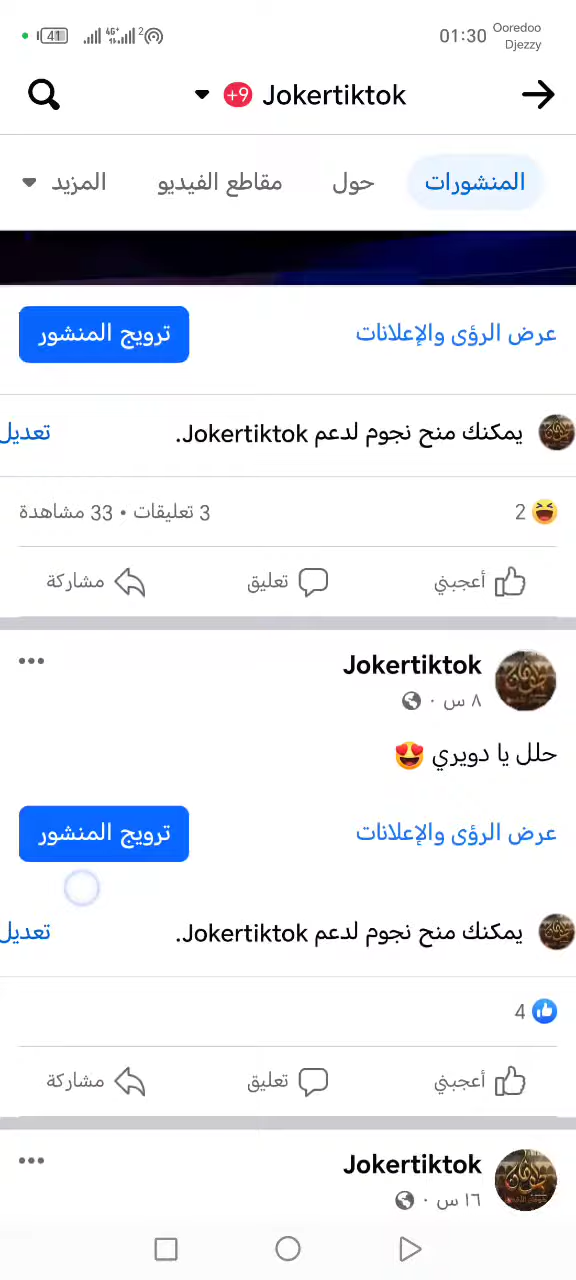 41 4G+ 2 01:30 Ooredoo
Djezzy
+9 Jokertiktok
المنشورات حول مقاطع الفيديو المزيد
عرض الرؤى والإعلانات ترويج المنشور
يمكنك منح نجوم لدعم Jokertiktok. تعديل
2 3 تعليقات • 33 مشاهدة
أعجبني تعليق مشاركة
Jokertiktok
٨ س ·
حلل يا دويري 😍
عرض الرؤى والإعلانات ترويج المنشور
يمكنك منح نجوم لدعم Jokertiktok. تعديل
4
أعجبني تعليق مشاركة
Jokertiktok
١٦ س ·